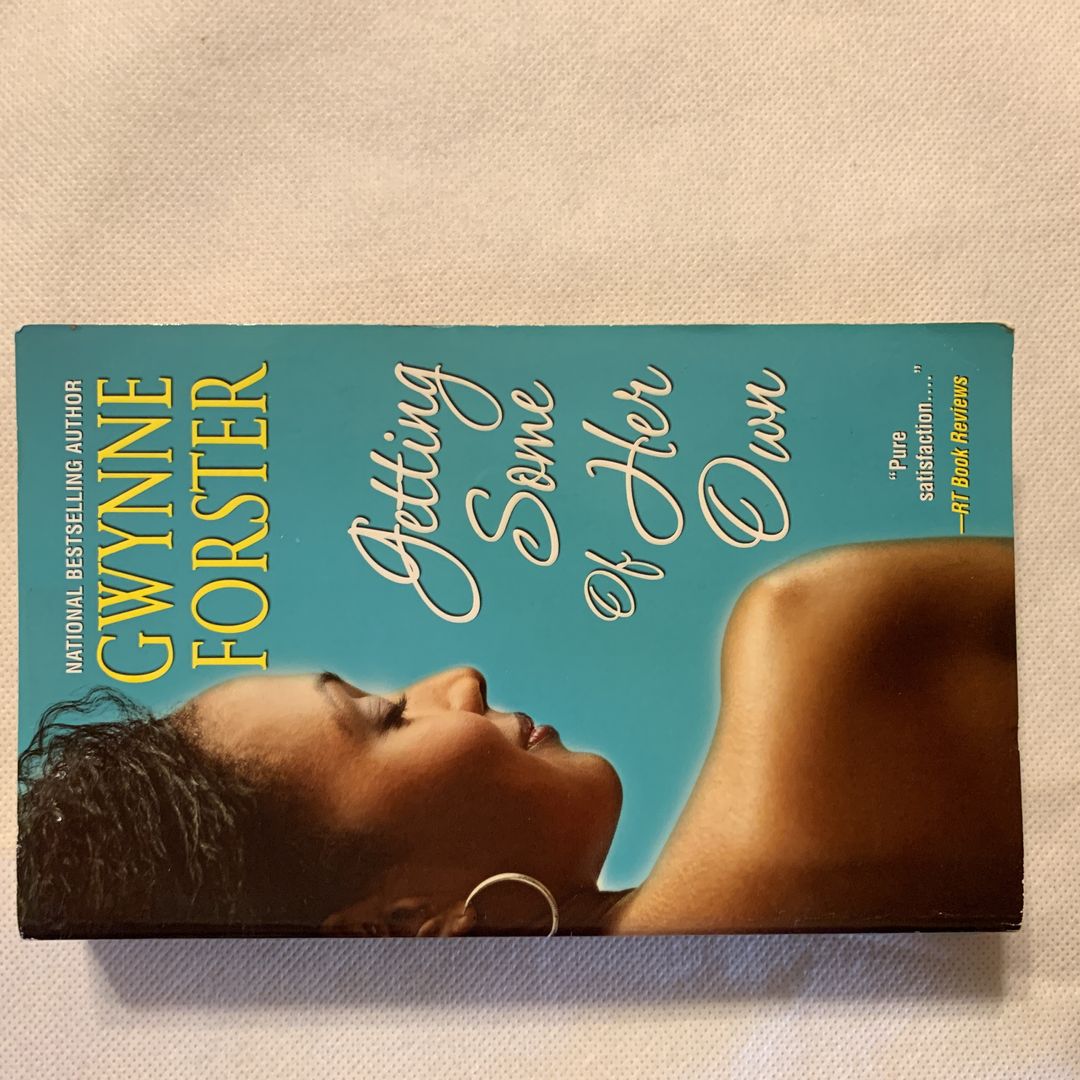 NATIONAL BESTSELLING AUTHOR
GWYNNE
FORSTER
Getting
Some
Of Her
Own
“Pure
satisfaction....”
—RT Book Reviews